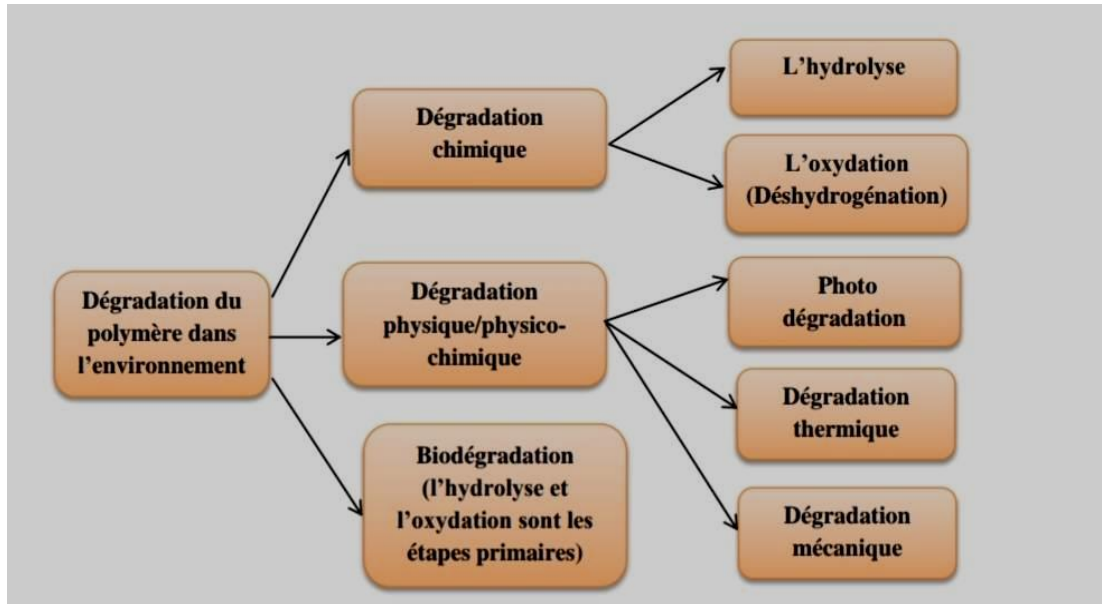 Dégradation du
polymère dans
l'environnement
Dégradation
chimique
L'hydrolyse
L'oxydation
(Déshydrogénation)
Dégradation
physique/physico-
chimique
Photo
dégradation
Dégradation
thermique
Dégradation
mécanique
Biodégradation
(l'hydrolyse et
l'oxydation sont les
étapes primaires)